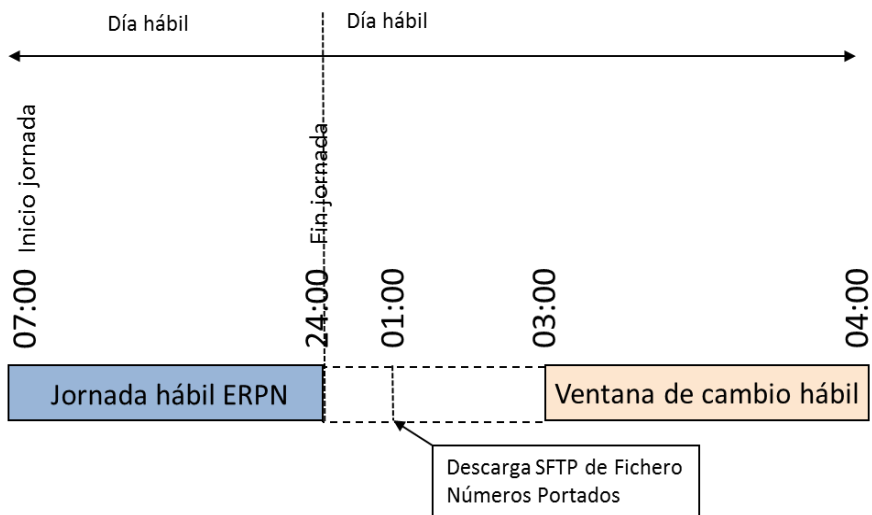 Día hábil
Día hábil
Inicio jornada
Fin jornada
07:00
24:00
01:00
03:00
04:00
Jornada hábil ERPN
Ventana de cambio hábil
Descarga SFTP de Fichero
Números Portados